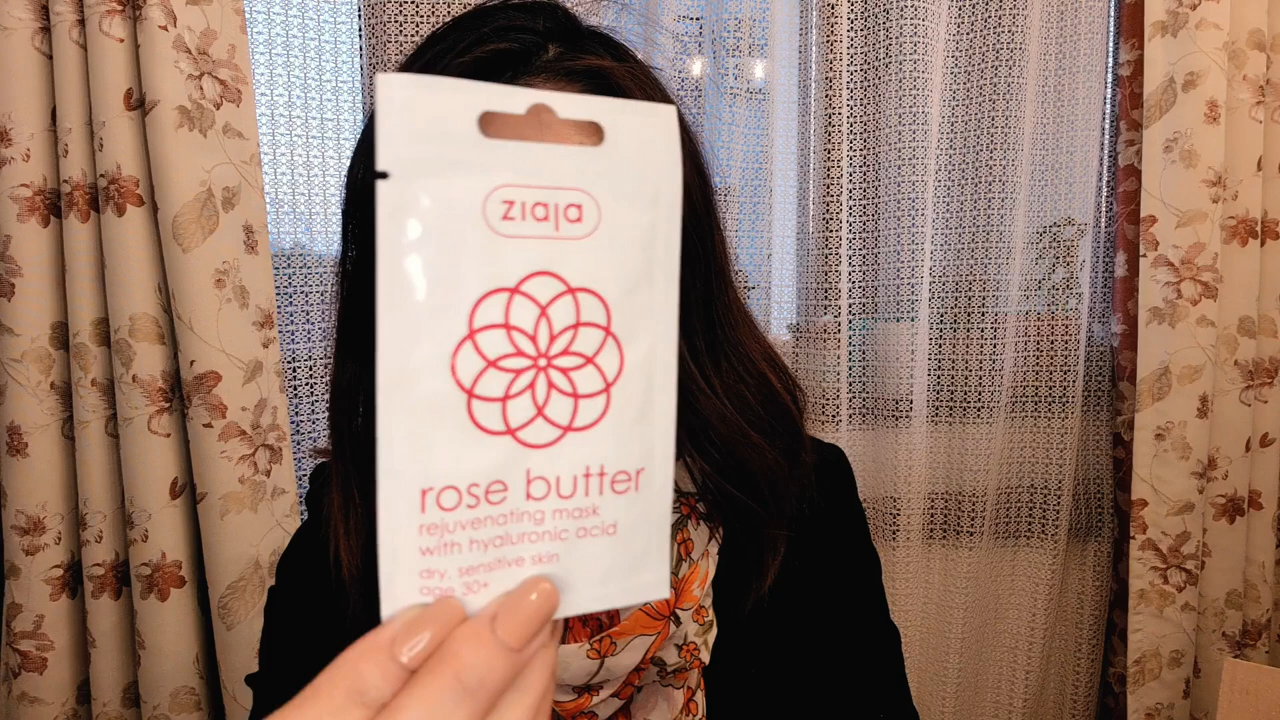 ziaja
rose butter
rejuvenating mask
with hyaluronic acid
dry, sensitive skin
age 30+